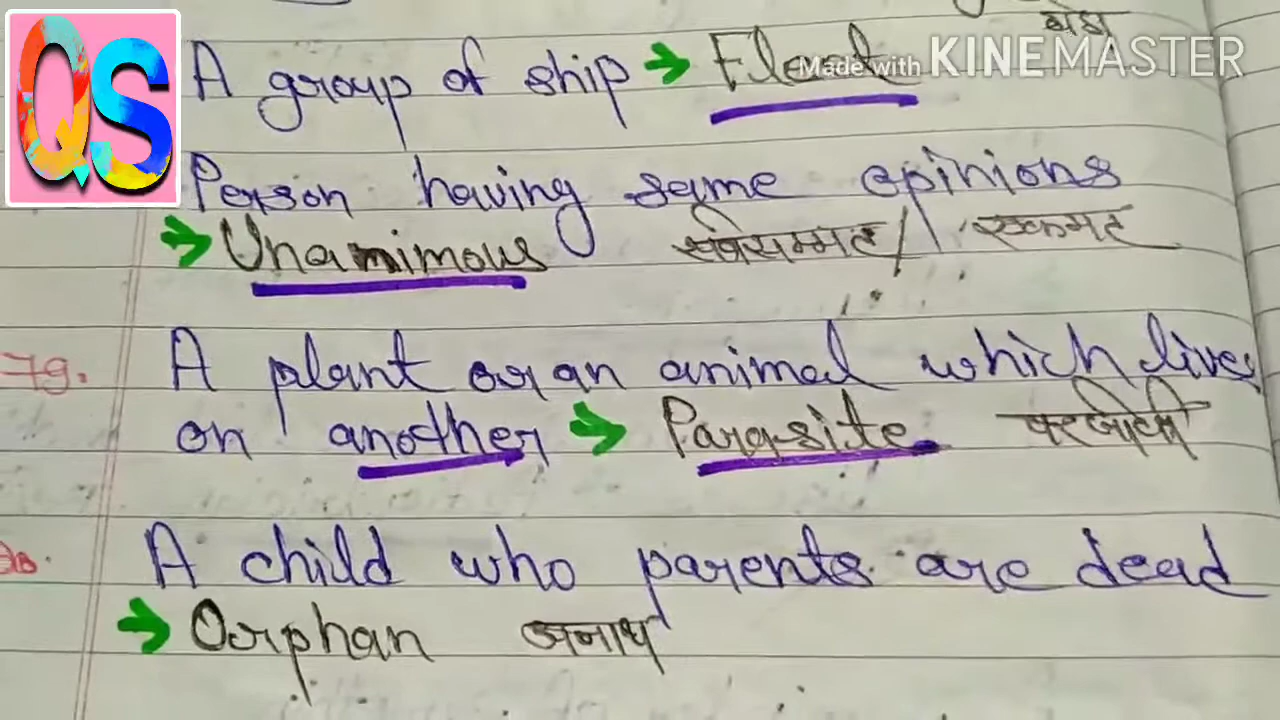 QS
बेडा
A group of ship → Fleet
Made with KINEMASTER
Person having same opinions
→ Unanimous सर्वसम्मत / एकमत
79. A plant or an animal which lives
on another → Parasite परजीवी
80. A child who parents are dead
→ Orphan अनाथ